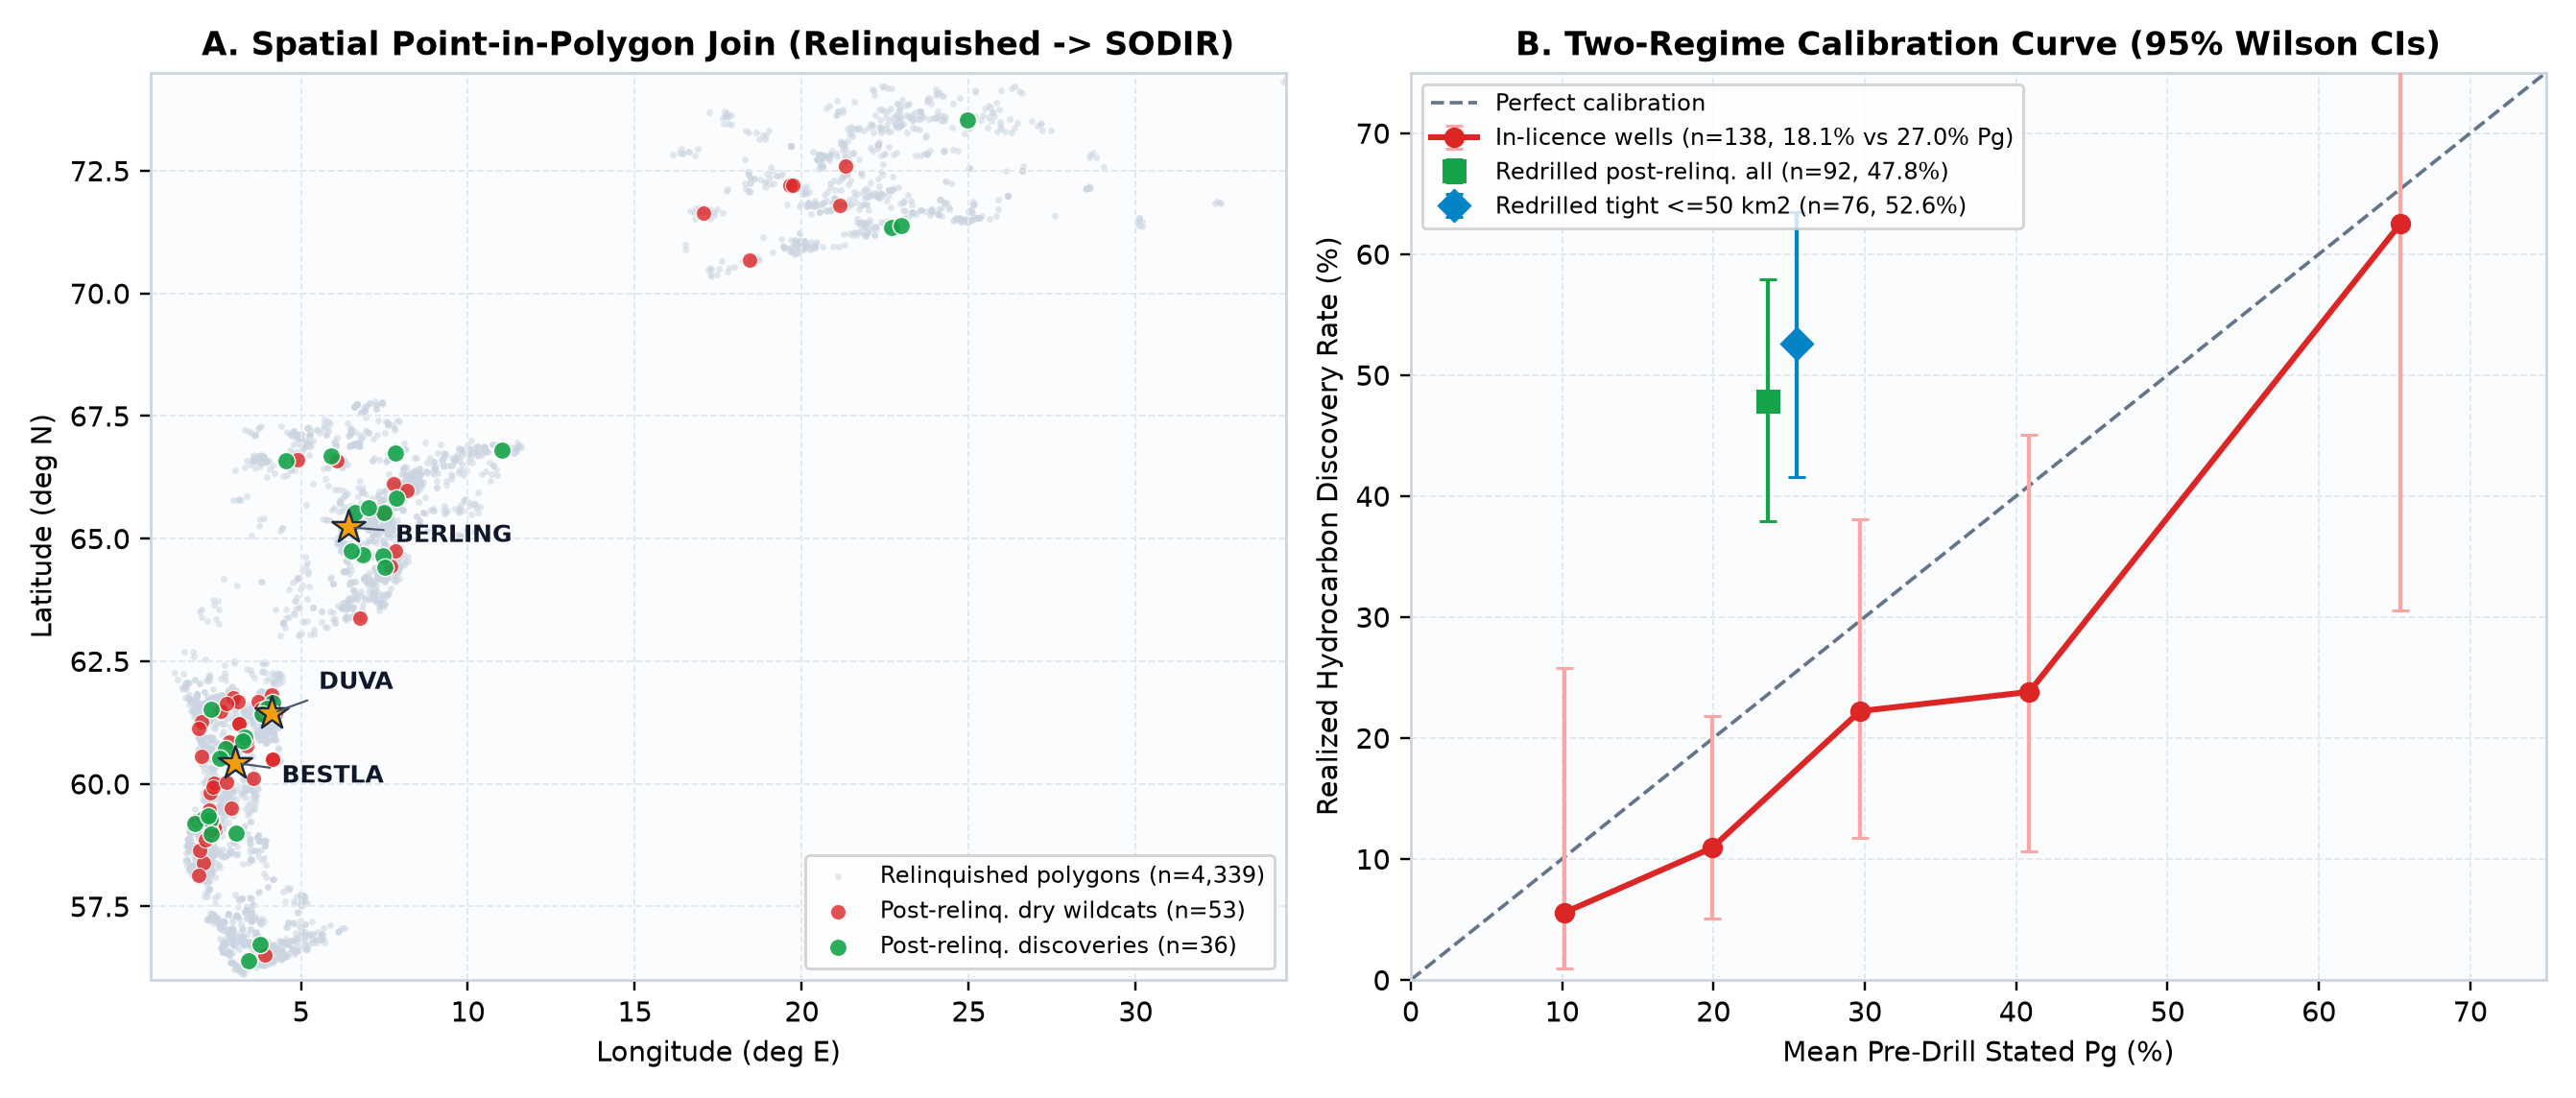 A. Spatial Point-in-Polygon Join (Relinquished -> SODIR)
Latitude (deg N)
72.5
70.0
67.5
65.0
62.5
60.0
57.5
BERLING
DUVA
BESTLA
Relinquished polygons (n=4,339)
Post-relinq. dry wildcats (n=53)
Post-relinq. discoveries (n=36)
5
10
15
20
25
30
Longitude (deg E)
B. Two-Regime Calibration Curve (95% Wilson CIs)
Realized Hydrocarbon Discovery Rate (%)
70
60
50
40
30
20
10
0
Perfect calibration
In-licence wells (n=138, 18.1% vs 27.0% Pg)
Redrilled post-relinq. all (n=92, 47.8%)
Redrilled tight <=50 km2 (n=76, 52.6%)
0
10
20
30
40
50
60
70
Mean Pre-Drill Stated Pg (%)